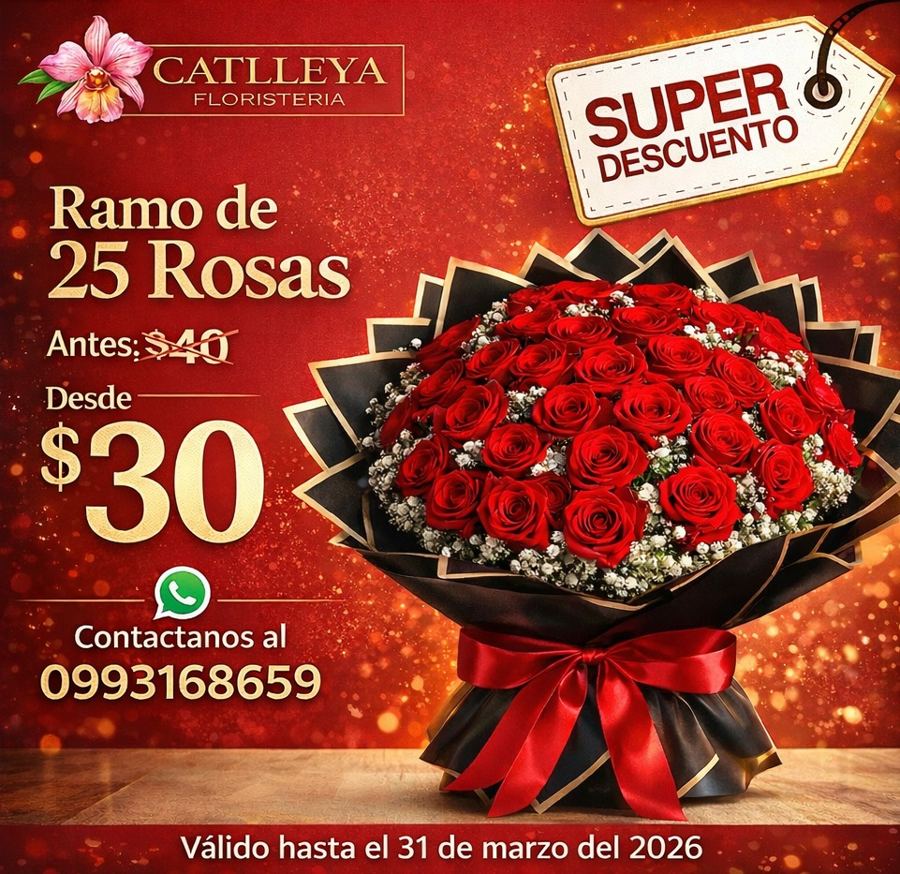 CATLLEYA
FLORISTERIA
SUPER
DESCUENTO
Ramo de
25 Rosas
Antes: $40
Desde
$30
Contactanos al
0993168659
Válido hasta el 31 de marzo del 2026